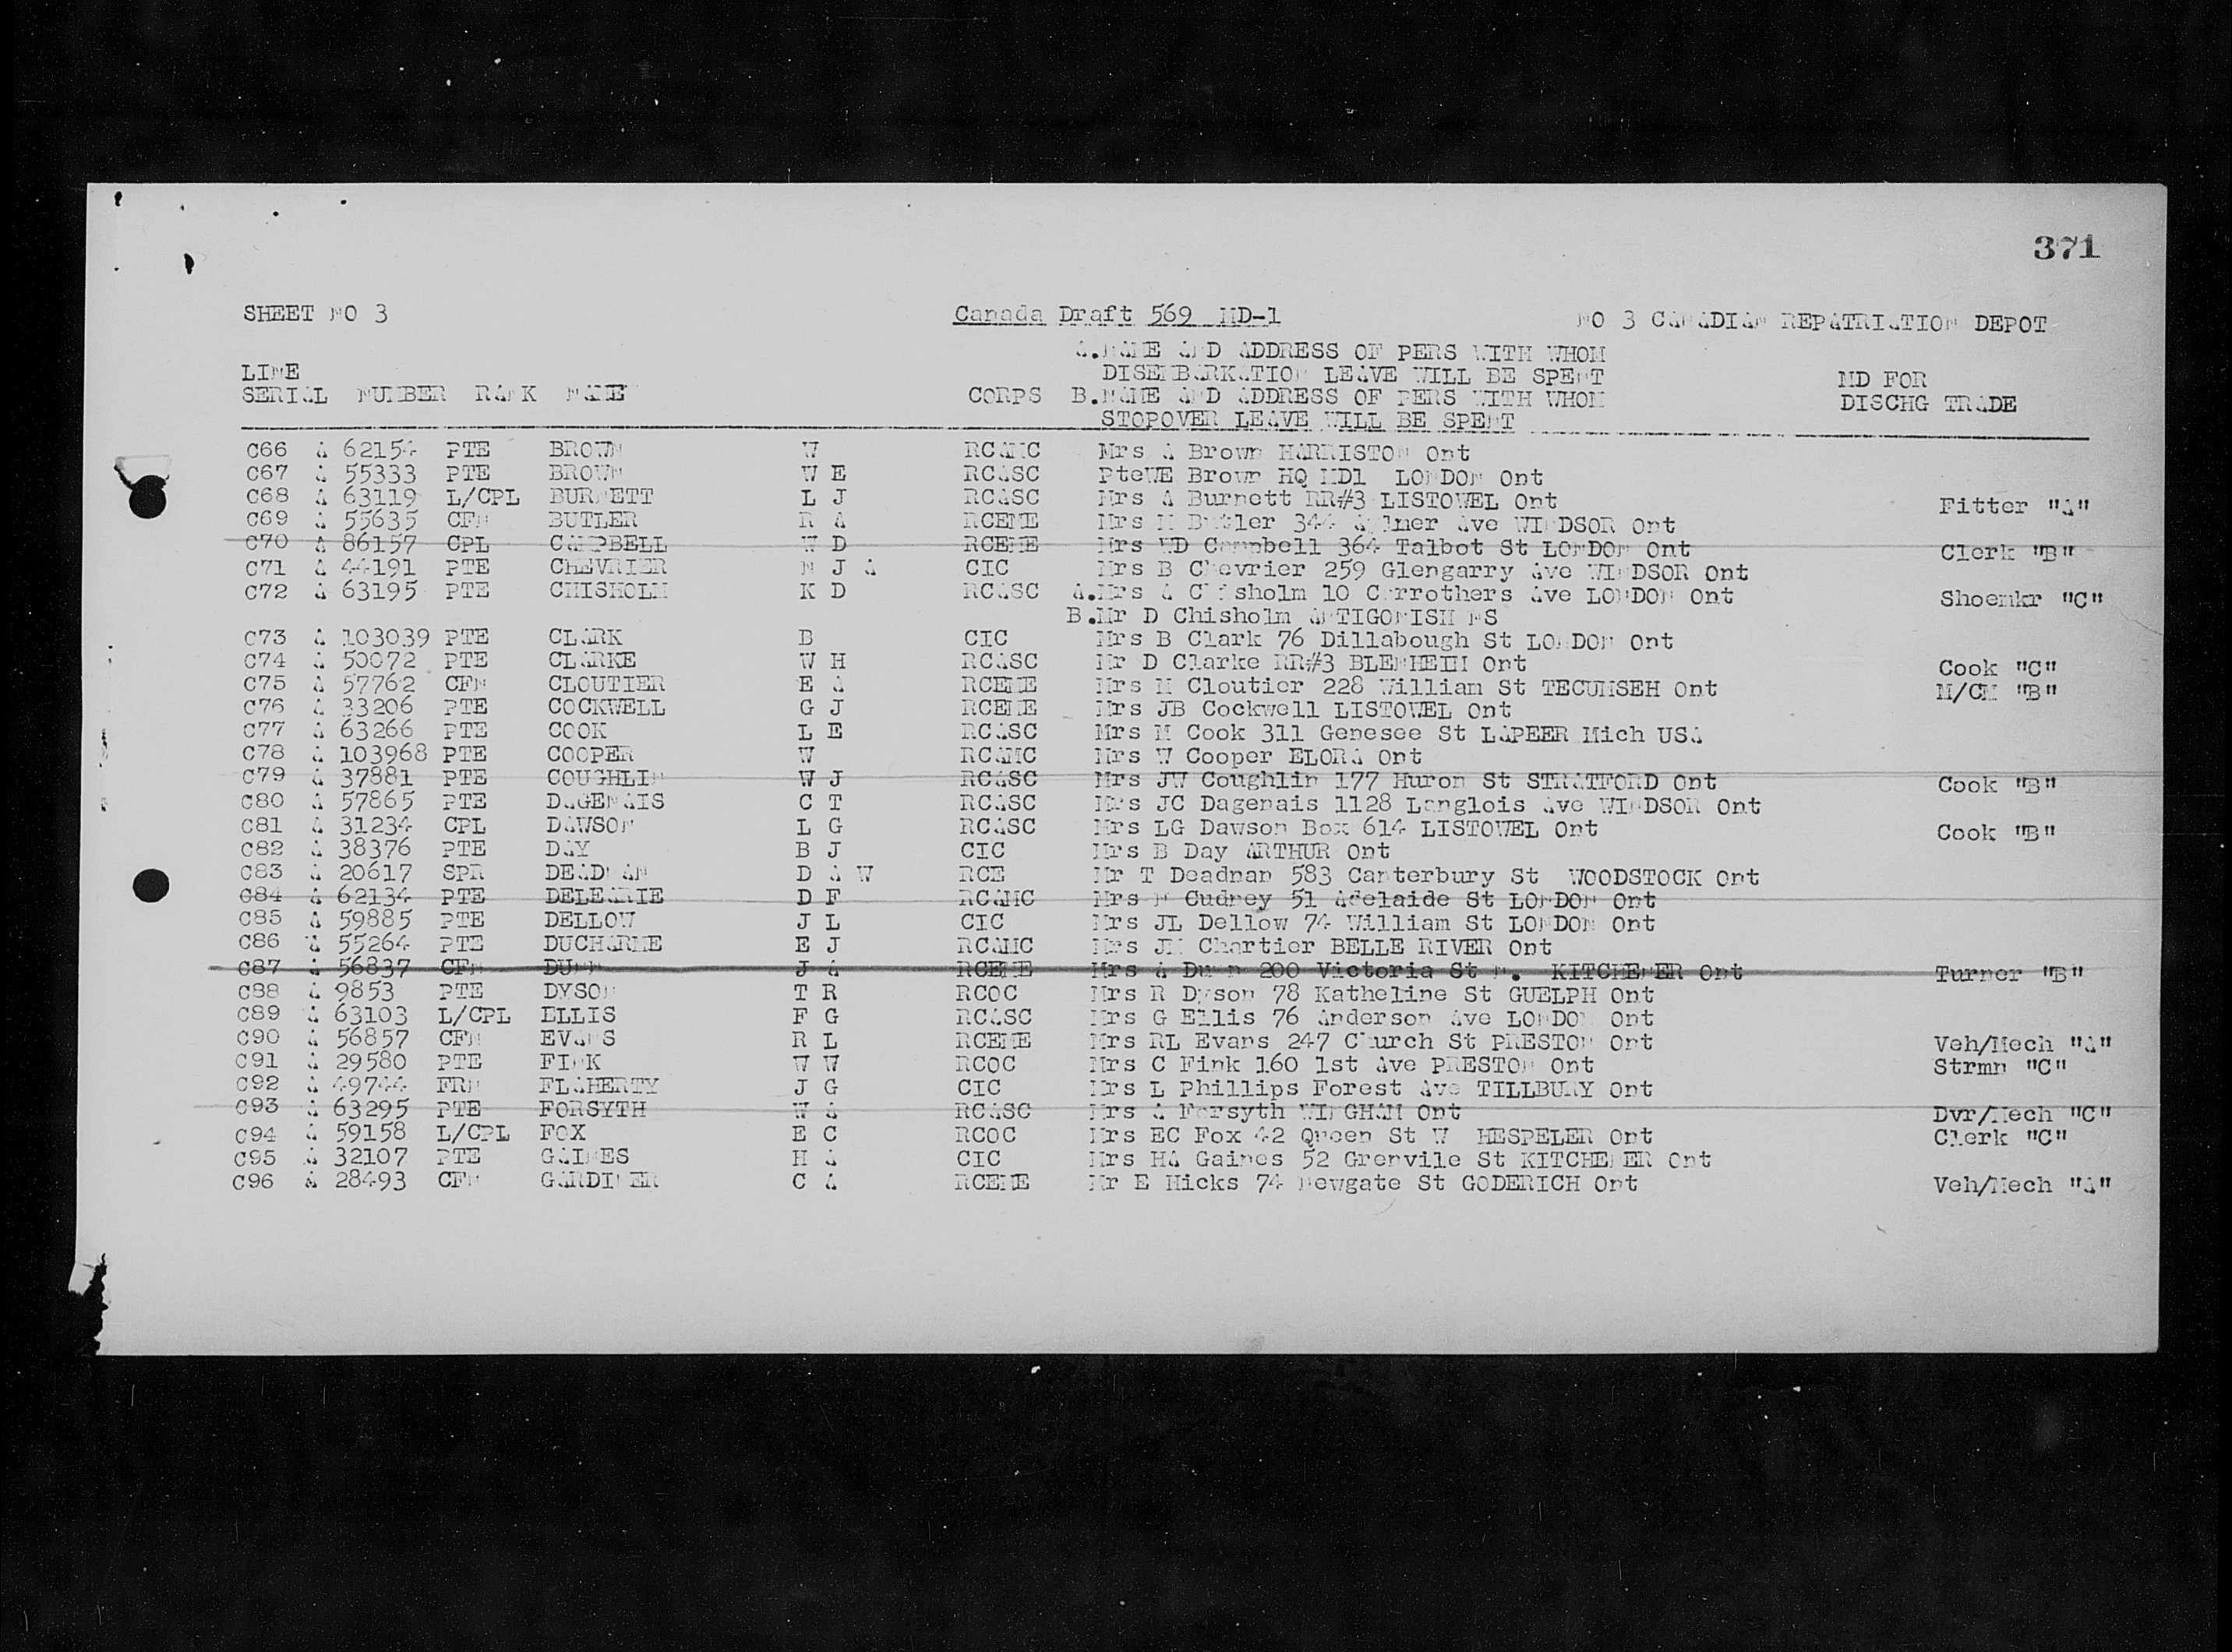 371
SHEET NO 3 Canada Draft 569 MD-1 NO 3 CANADIAN REPATRIATION DEPOT
A.NAME AND ADDRESS OF PERS WITH WHOM
LINE DISEMBARKATION LEAVE WILL BE SPENT MD FOR
SERIAL NUMBER RANK NAME CORPS B.NAME AND ADDRESS OF PERS WITH WHOM DISCHG TRADE
STOPOVER LEAVE WILL BE SPENT
C66 A 62154 PTE BROWN W RCAMC Mrs A Brown HARRISTON Ont
C67 A 55333 PTE BROWN W E RCASC PteWE Brown HQ MD1 LONDON Ont
C68 A 63119 L/CPL BURNETT L J RCASC Mrs A Burnett RR#3 LISTOWEL Ont
C69 A 55635 CFN BUTLER R A RCEME Mrs M Butler 344 Aylmer Ave WINDSOR Ont Fitter "A"
C70 A 86157 CPL CAMPBELL W D RCEME Mrs WD Campbell 364 Talbot St LONDON Ont
C71 A 44191 PTE CHEVRIER N J A CIC Mrs B Chevrier 259 Glengarry Ave WINDSOR Ont Clerk "B"
C72 A 63195 PTE CHISHOLM K D RCASC A.Mrs A Chisholm 10 Carrothers Ave LONDON Ont Shoemkr "C"
B.Mr D Chisholm ANTIGONISH NS
C73 A 103039 PTE CLARK B CIC Mrs B Clark 76 Dillabough St LONDON Ont
C74 A 50072 PTE CLARKE W H RCASC Mr D Clarke RR#3 BLENHEIM Ont Cook "C"
C75 A 57762 CFN CLOUTIER E A RCEME Mrs M Cloutier 228 William St TECUMSEH Ont M/CM "B"
C76 A 33206 PTE COCKWELL G J RCEME Mrs JB Cockwell LISTOWEL Ont
C77 A 63266 PTE COOK L E RCASC Mrs M Cook 311 Genesee St LAPEER Mich USA
C78 A 103968 PTE COOPER W RCAMC Mrs W Cooper ELORA Ont
C79 A 37881 PTE COUGHLIN W J RCASC Mrs JW Coughlin 177 Huron St STRATFORD Ont Cook "B"
C80 A 57865 PTE DAGENAIS C T RCASC Mrs JC Dagenais 1128 Langlois Ave WINDSOR Ont
C81 A 31234 CPL DAWSON L G RCASC Mrs LG Dawson Box 614 LISTOWEL Ont Cook "B"
C82 A 38376 PTE DAY B J CIC Mrs B Day ARTHUR Ont
C83 A 20617 SPR DEADMAN D A W RCE Mr T Deadman 583 Canterbury St WOODSTOCK Ont
C84 A 62134 PTE DELEARIE D F RCAMC Mrs N Cudney 51 Adelaide St LONDON Ont
C85 A 59885 PTE DELLOW J L CIC Mrs JL Dellow 74 William St LONDON Ont
C86 A 55264 PTE DUCHARME E J RCAMC Mrs JM Chartier BELLE RIVER Ont
C87 A 56837 CFN DUNN J A RCEME Mrs A Dunn 200 Victoria St N. KITCHENER Ont Turner "B"
C88 A 9853 PTE DYSON T R RCOC Mrs R Dyson 78 Katheline St GUELPH Ont
C89 A 63103 L/CPL ELLIS F G RCASC Mrs G Ellis 76 Anderson Ave LONDON Ont
C90 A 56857 CFN EVANS R L RCEME Mrs RL Evans 247 Church St PRESTON Ont Veh/Mech "A"
C91 A 29580 PTE FINK W W RCOC Mrs C Fink 160 1st Ave PRESTON Ont Strmn "C"
C92 A 49744 FRN FLAHERTY J G CIC Mrs L Phillips Forest Ave TILLBURY Ont
C93 A 63295 PTE FORSYTH W A RCASC Mrs A Forsyth WINGHAM Ont Dvr/Mech "C"
C94 A 59158 L/CPL FOX E C RCOC Mrs EC Fox 42 Queen St W HESPELER Ont Clerk "C"
C95 A 32107 PTE GAINES H A CIC Mrs HA Gaines 52 Grenvile St KITCHENER Ont
C96 A 28493 CFN GARDINER C A RCEME Mr E Hicks 74 Newgate St GODERICH Ont Veh/Mech "A"